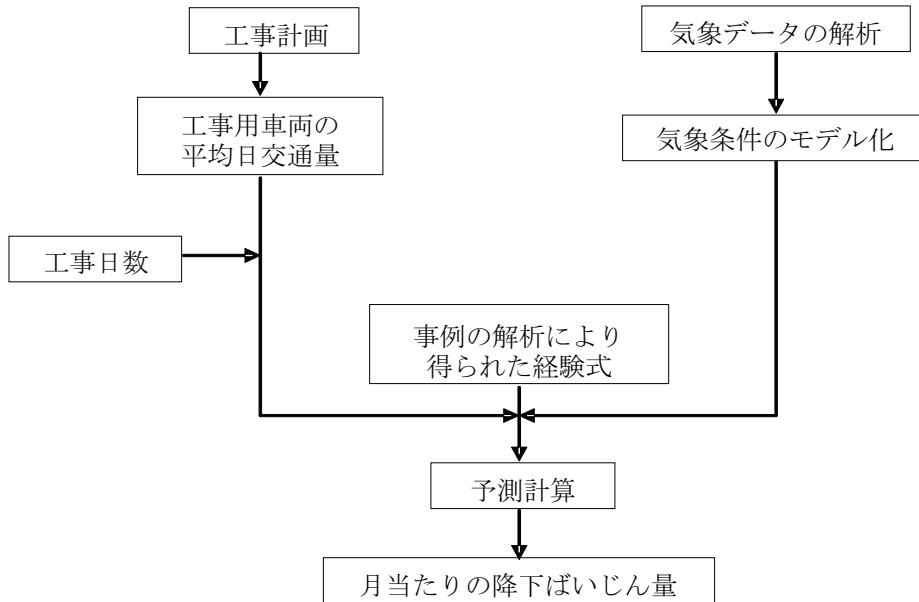 工事計画
気象データの解析
工事用車両の
平均日交通量
気象条件のモデル化
工事日数
事例の解析により
得られた経験式
予測計算
月当たりの降下ばいじん量